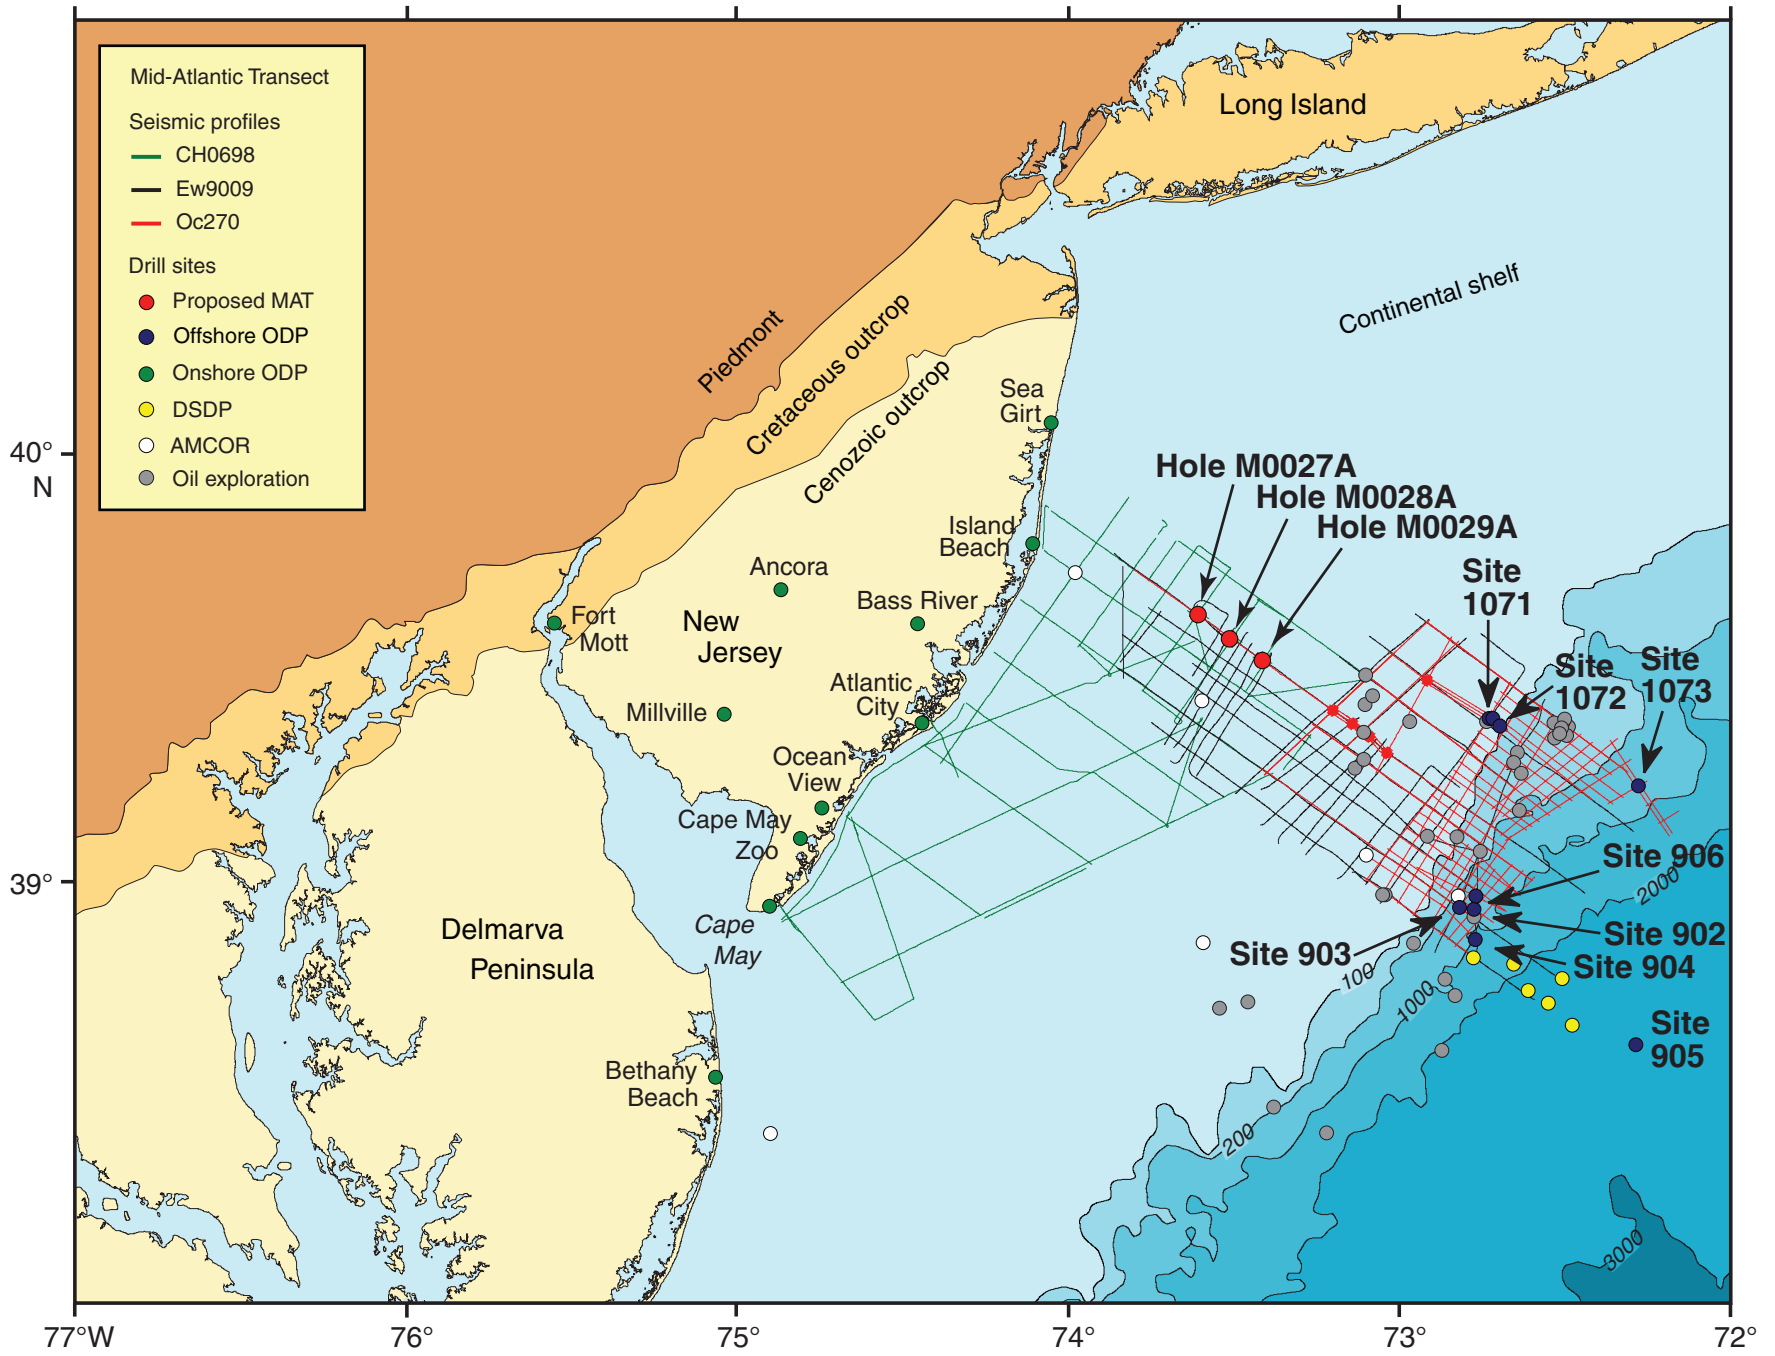 Mid-Atlantic Transect
Seismic profiles
CH0698
Ew9009
Oc270
Drill sites
Proposed MAT
Offshore ODP
Onshore ODP
DSDP
AMCOR
Oil exploration
Long Island
Continental shelf
Piedmont
Cretaceous outcrop
Cenozoic outcrop
Sea
Girt
40°
N
Hole M0027A
Hole M0028A
Hole M0029A
Island
Beach
Ancora
Bass River
Site
1071
Fort
Mott
New
Jersey
Site
1072
Site
1073
Atlantic
City
Millville
Ocean
View
Cape May
Zoo
39°
Site 906
2000
Cape
May
Delmarva
Peninsula
Site 903
Site 902
Site 904
100
1000
Site
905
Bethany
Beach
200
3000
77°W
76°
75°
74°
73°
72°